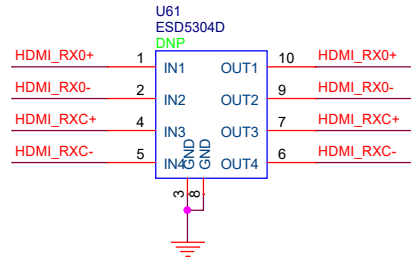 U61
ESD5304D
DNP
HDMI_RX0+ 1 IN1 OUT1 10 HDMI_RX0+
HDMI_RX0- 2 IN2 OUT2 9 HDMI_RX0-
HDMI_RXC+ 4 IN3 OUT3 7 HDMI_RXC+
HDMI_RXC- 5 IN4 OUT4 6 HDMI_RXC-
GND GND
3 8